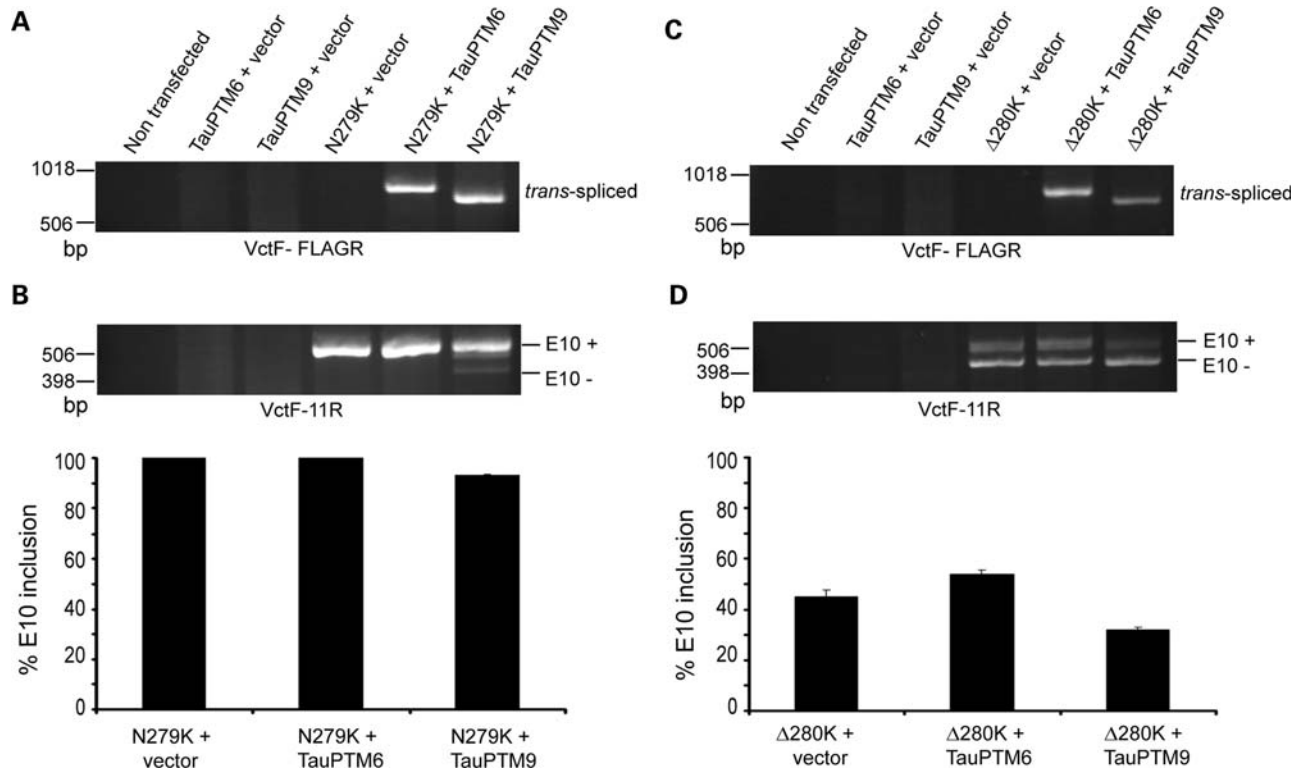 A
Non transfected
TauPTM6 + vector
TauPTM9 + vector
N279K + vector
N279K + TauPTM6
N279K + TauPTM9
1018
506
bp
trans-spliced
VctF- FLAGR
B
506
398
bp
E10 +
E10 -
VctF-11R
% E10 inclusion
100
80
60
40
20
0
N279K +
vector
N279K +
TauPTM6
N279K +
TauPTM9
C
Non transfected
TauPTM6 + vector
TauPTM9 + vector
Δ280K + vector
Δ280K + TauPTM6
Δ280K + TauPTM9
1018
506
bp
trans-spliced
VctF- FLAGR
D
506
398
bp
E10 +
E10 -
VctF-11R
% E10 inclusion
100
80
60
40
20
0
Δ280K +
vector
Δ280K +
TauPTM6
Δ280K +
TauPTM9